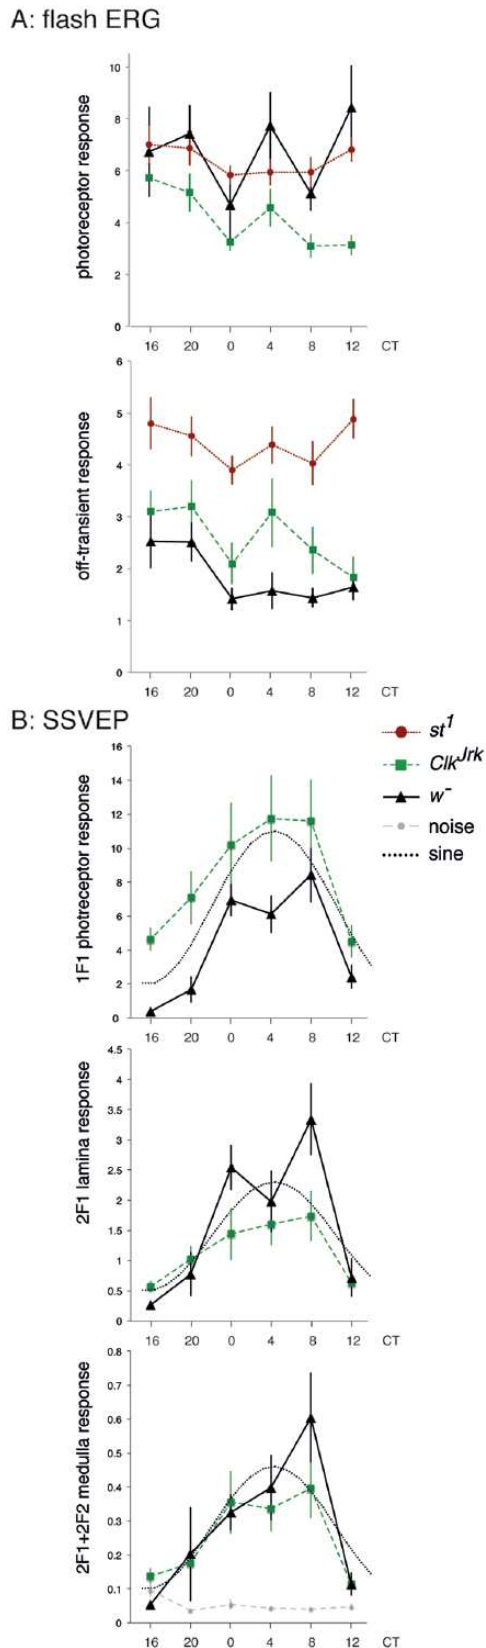 A: flash ERG
photoreceptor response
10
8
6
4
2
0
16 20 0 4 8 12 CT
off-transient response
6
5
4
3
2
1
0
16 20 0 4 8 12 CT
B: SSVEP
st¹
Clk^Jrk
w⁻
noise
sine
1F1 photreceptor response
16
14
12
10
8
6
4
2
0
16 20 0 4 8 12 CT
2F1 lamina response
4.5
4
3.5
3
2.5
2
1.5
1
0.5
0
16 20 0 4 8 12 CT
2F1+2F2 medulla response
0.8
0.7
0.6
0.5
0.4
0.3
0.2
0.1
0
16 20 0 4 8 12 CT